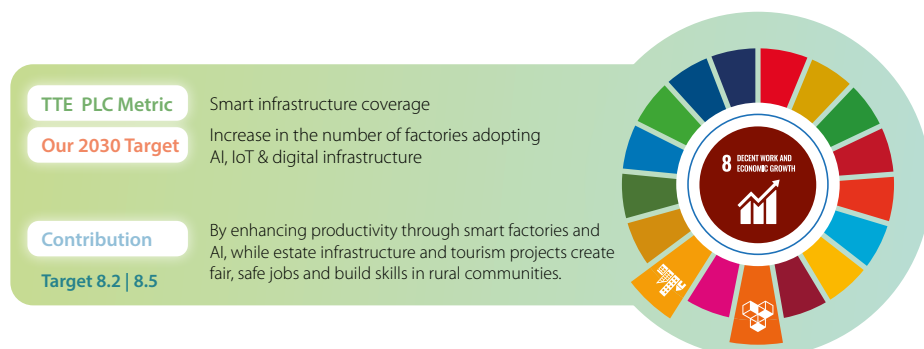 TTE PLC Metric
Smart infrastructure coverage
Our 2030 Target
Increase in the number of factories adopting
AI, IoT & digital infrastructure
Contribution
By enhancing productivity through smart factories and
AI, while estate infrastructure and tourism projects create
fair, safe jobs and build skills in rural communities.
Target 8.2 | 8.5
8 DECENT WORK AND
ECONOMIC GROWTH